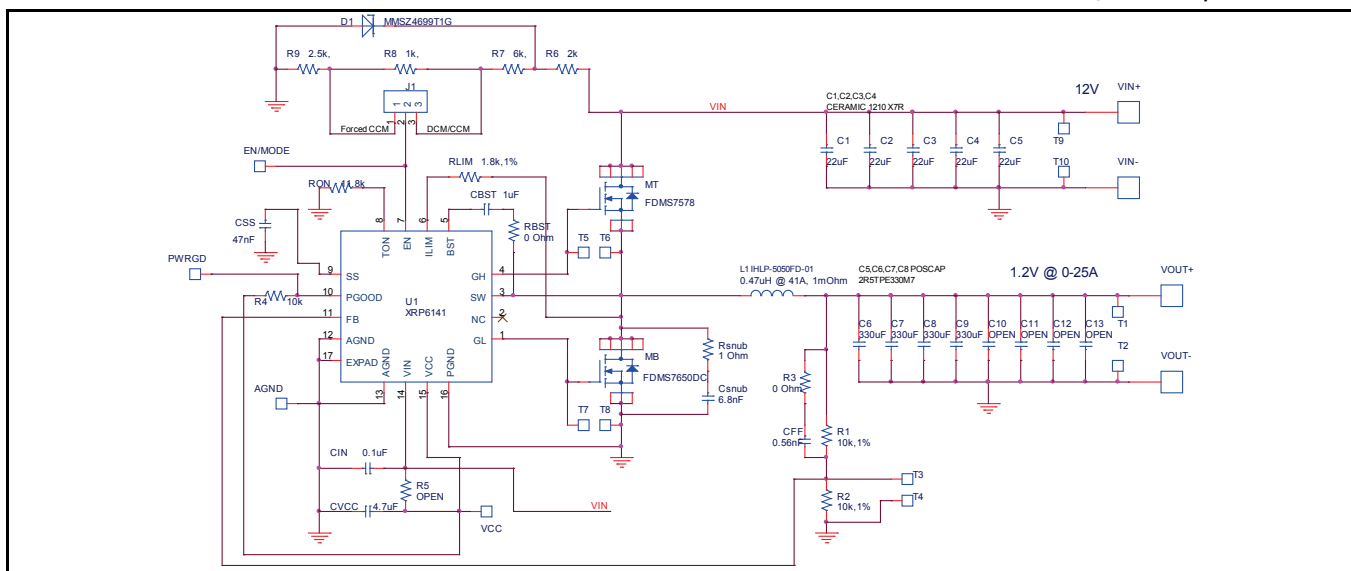 D1 MMSZ4699T1G
R9 2.5k,
R8 1k,
R7 6k,
R6 2k
J1
1 2 3
1 2 3
Forced CCM
DCM/CCM
VIN
C1,C2,C3,C4
CERAMIC 1210 X7R
12V
VIN+
T9
T10
VIN-
C1
22uF
C2
22uF
C3
22uF
C4
22uF
C5
22uF
EN/MODE
RON 11.8k
RLIM 1.8k,1%
CBST 1uF
RBST
0 Ohm
CSS
47nF
PWRGD
R4 10k
MT
FDMS7578
T5 T6
8 7 6 5
TON
EN
ILIM
BST
9 SS
10 PGOOD
11 FB
12 AGND
17 EXPAD
U1
XRP6141
GH 4
SW 3
NC 2
GL 1
AGND
VIN
VCC
PGND
13 14 15 16
AGND
L1 IHLP-5050FD-01
0.47uH @ 41A, 1mOhm
C5,C6,C7,C8 POSCAP
2R5TPE330M7
1.2V @ 0-25A
VOUT+
T1
T2
VOUT-
C6
330uF
C7
330uF
C8
330uF
C9
330uF
C10
OPEN
C11
OPEN
C12
OPEN
C13
OPEN
MB
FDMS7650DC
T7 T8
Rsnub
1 Ohm
Csnub
6.8nF
R3
0 Ohm
CFF
0.56nF
R1
10k,1%
R2
10k,1%
T3
T4
CIN 0.1uF
R5
OPEN
CVCC 4.7uF
VCC
VIN